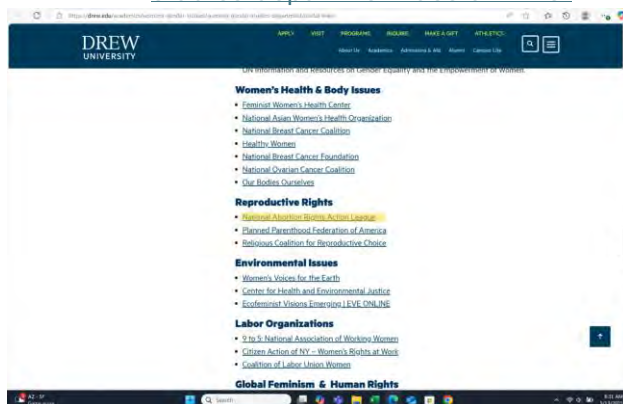 DREW
UNIVERSITY
APPLY VISIT PROGRAMS INQUIRE MAKE A GIFT ATHLETICS
About Us Academics Admissions & Aid Alumni Campus Life
UN Information and Resources on Gender Equality and the Empowerment of Women.
Women's Health & Body Issues
• Feminist Women's Health Center
• National Asian Women's Health Organization
• National Breast Cancer Coalition
• Healthy Women
• National Breast Cancer Foundation
• National Ovarian Cancer Coalition
• Our Bodies Ourselves
Reproductive Rights
• National Abortion Rights Action League
• Planned Parenthood Federation of America
• Religious Coalition for Reproductive Choice
Environmental Issues
• Women's Voices for the Earth
• Center for Health and Environmental Justice
• Ecofeminist Visions Emerging | EVE ONLINE
Labor Organizations
• 9 to 5: National Association of Working Women
• Citizen Action of NY – Women's Rights at Work
• Coalition of Labor Union Women
Global Feminism & Human Rights
Search